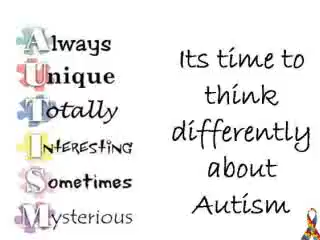 Always
Unique
Totally
Interesting
Sometimes
Mysterious
Its time to
think
differently
about
Autism